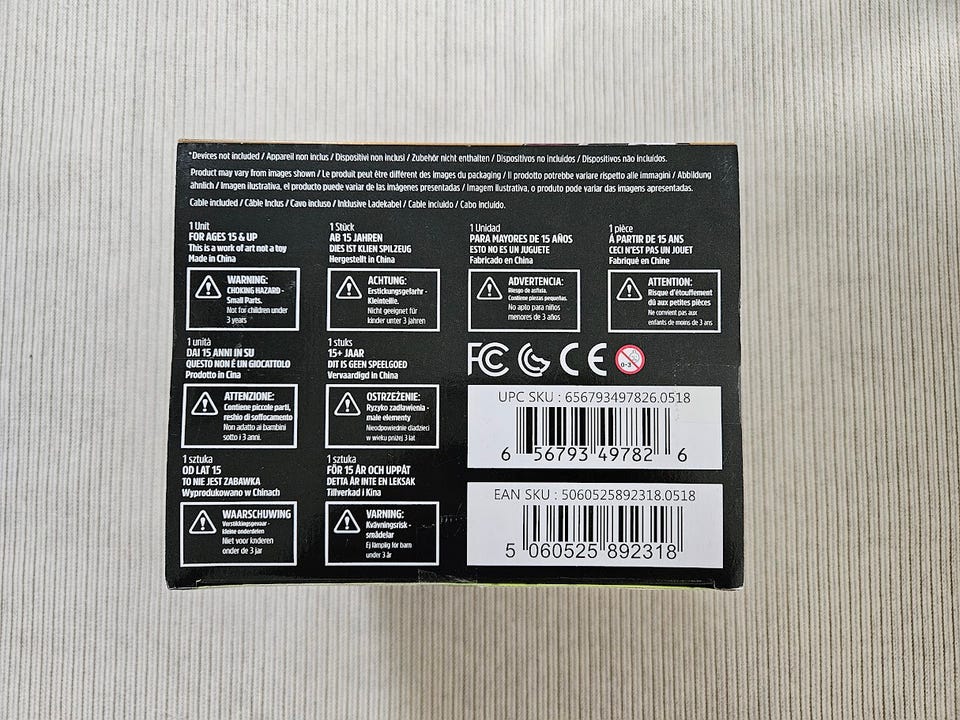 *Devices not included / Appareil non inclus / Dispositivi non inclusi / Zubehör nicht enthalten / Dispositivos no incluidos / Dispositivos não incluidos.
Product may vary from images shown / Le produit peut être différent des images du packaging / Il prodotto potrebbe variare rispetto alle immagini / Abbildung
ähnlich / Imagen ilustrativa, el producto puede variar de las imágenes presentadas / Imagem Ilustrativa, o produto pode variar das imagens apresentadas.
Cable included / Câble Inclus / Cavo incluso / Inklusive Ladekabel / Cable incluido / Cabo incluido.
1 Unit
FOR AGES 15 & UP
This is a work of art not a toy
Made in China
WARNING:
CHOKING HAZARD -
Small Parts.
Not for children under
3 years
1 Stück
AB 15 JAHREN
DIES IST KLIEN SPILZEUG
Hergestellt in China
ACHTUNG:
Erstickungsgefarhr -
Kleinteille.
Nicht geeignet für
kinder unter 3 jahren
1 Unidad
PARA MAYORES DE 15 AÑOS
ESTO NO ES UN JUGUETE
Fabricado en China
ADVERTENCIA:
Riesgo de asfixia.
Contiene piezas pequeñas.
No apto para niños
menores de 3 años
1 pièce
À PARTIR DE 15 ANS
CECI N'EST PAS UN JOUET
Fabriqué en Chine
ATTENTION:
Risque d'étouffement
dû aux petites pièces
Ne convient pas aux
enfants de moins de 3 ans
1 unità
DAI 15 ANNI IN SU
QUESTO NON È UN GIOCATTOLO
Prodotto in Cina
ATTENZIONE:
Contiene piccole parti,
reshio di soffocamento
Non adatto ai bambini
sotto i 3 anni.
1 stuks
15+ JAAR
DIT IS GEEN SPEELGOED
Vervaardigd in China
OSTRZEŻENIE:
Ryzyko zadławienia -
małe elementy
Nieodpowiednie dladzieci
w wieku pniżej 3 lat
1 sztuka
OD LAT 15
TO NIE JEST ZABAWKA
Wyprodukowano w Chinach
WAARSCHUWING
Verstikkingsgevaar -
kleine onderdelen
Niet voor knderen
onder de 3 jar
1 sztuka
FÖR 15 ÅR OCH UPPÅT
DETTA ÄR INTE EN LEKSAK
Tillverkad i Kina
VARNING:
Kvävningsrisk -
smådelar
Ej lämplig för barn
under 3 år
FC CE 0-3
UPC SKU : 656793497826.0518
6 56793 49782 6
EAN SKU : 5060525892318.0518
5 060525 892318